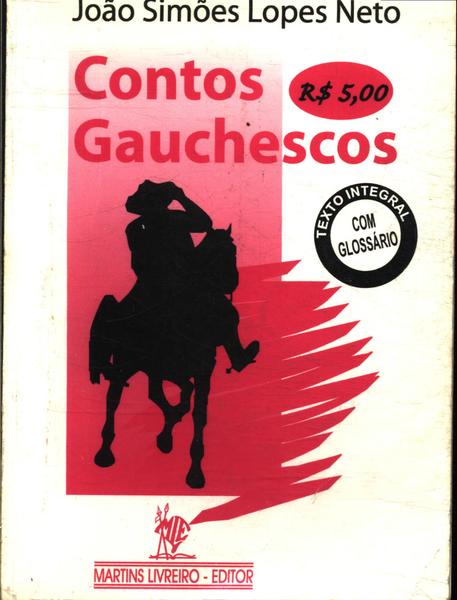 João Simões Lopes Neto
Contos
R$ 5,00
Gauchescos
TEXTO INTEGRAL
COM
GLOSSÁRIO
MLE
MARTINS LIVREIRO - EDITOR